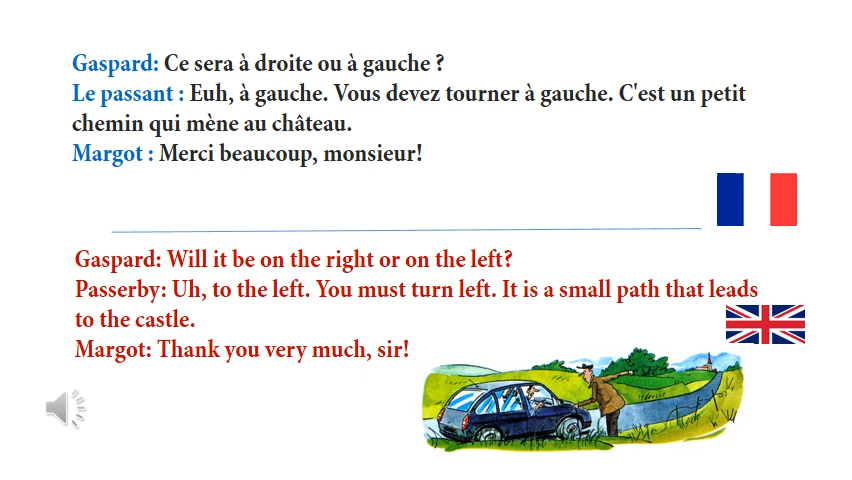 Gaspard: Ce sera à droite ou à gauche ?
Le passant : Euh, à gauche. Vous devez tourner à gauche. C'est un petit
chemin qui mène au château.
Margot : Merci beaucoup, monsieur!
Gaspard: Will it be on the right or on the left?
Passerby: Uh, to the left. You must turn left. It is a small path that leads
to the castle.
Margot: Thank you very much, sir!